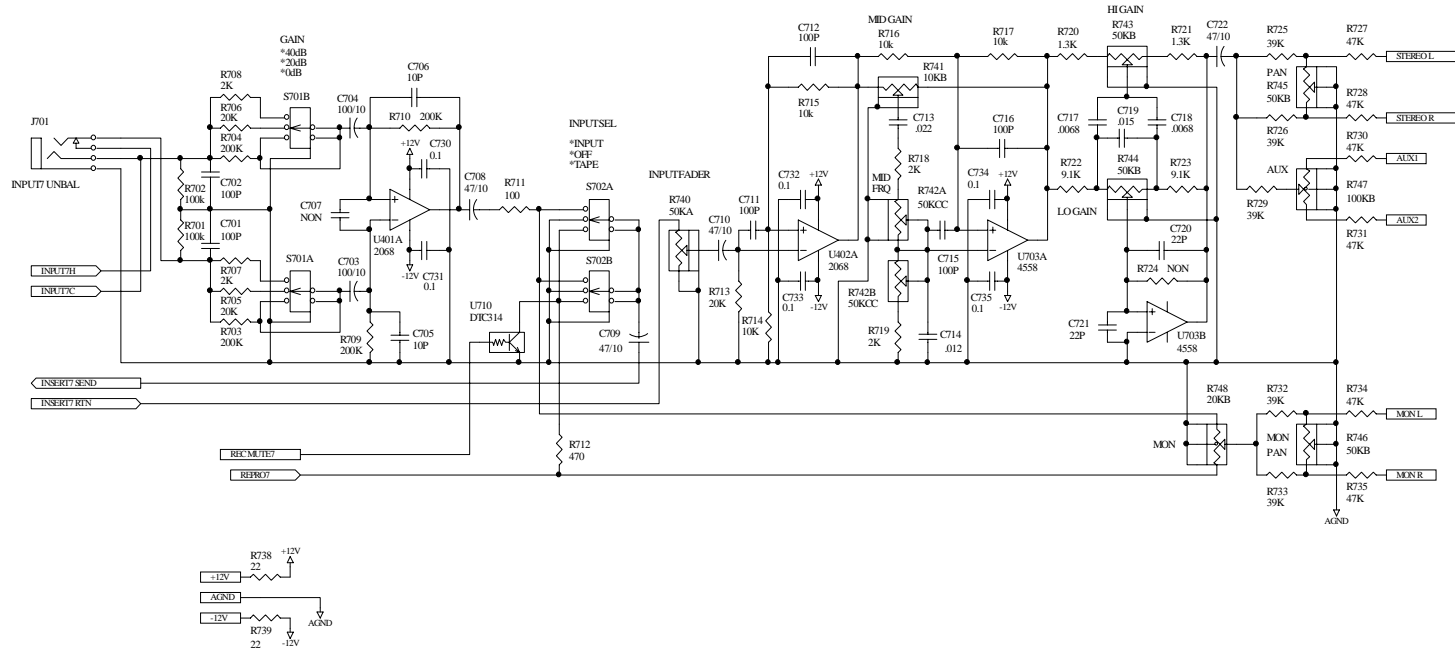 J701
INPUT7 UNBAL
INPUT7H
INPUT7C
INSERT7 SEND
INSERT7 RTN
RECMUTE7
REPRO7
GAIN
*40dB
*20dB
*0dB
R708
2K
R706
20K
R704
200K
S701B
C704
100/10
C706
10P
R710 200K
+12V
C730
0.1
R702
100k
C702
100P
R701
100k
C701
100P
C707
NON
U401A
2068
-12V
C731
0.1
R707
2K
R705
20K
R703
200K
S701A
C703
100/10
R709
200K
C705
10P
C708
47/10
R711
100
INPUTSEL
*INPUT
*OFF
*TAPE
S702A
S702B
U710
DTC314
C709
47/10
R712
470
INPUTFADER
R740
50KA
C710
47/10
C711
100P
R713
20K
R714
10K
C712
100P
R715
10k
C732
0.1
+12V
U402A
2068
C733
0.1
-12V
MID GAIN
R716
10k
R741
10KB
C713
.022
R718
2K
MID
FRQ
R742A
50KCC
R742B
50KCC
R719
2K
C714
.012
C715
100P
R717
10k
C716
100P
C734
0.1
+12V
U703A
4558
C735
0.1
-12V
R720
1.3K
HI GAIN
R743
50KB
R721
1.3K
C722
47/10
C717
.0068
C719
.015
C718
.0068
R722
9.1K
R744
50KB
R723
9.1K
LO GAIN
C720
22P
R724 NON
C721
22P
U703B
4558
R725
39K
R727
47K
STEREO L
PAN
R745
50KB
R728
47K
STEREO R
R726
39K
R730
47K
AUX1
AUX
R729
39K
R747
100KB
AUX2
R731
47K
R748
20KB
MON
R732
39K
R734
47K
MON L
MON
PAN
R746
50KB
R733
39K
R735
47K
MON R
AGND
R738
22
+12V
+12V
AGND
AGND
-12V
R739
22
-12V